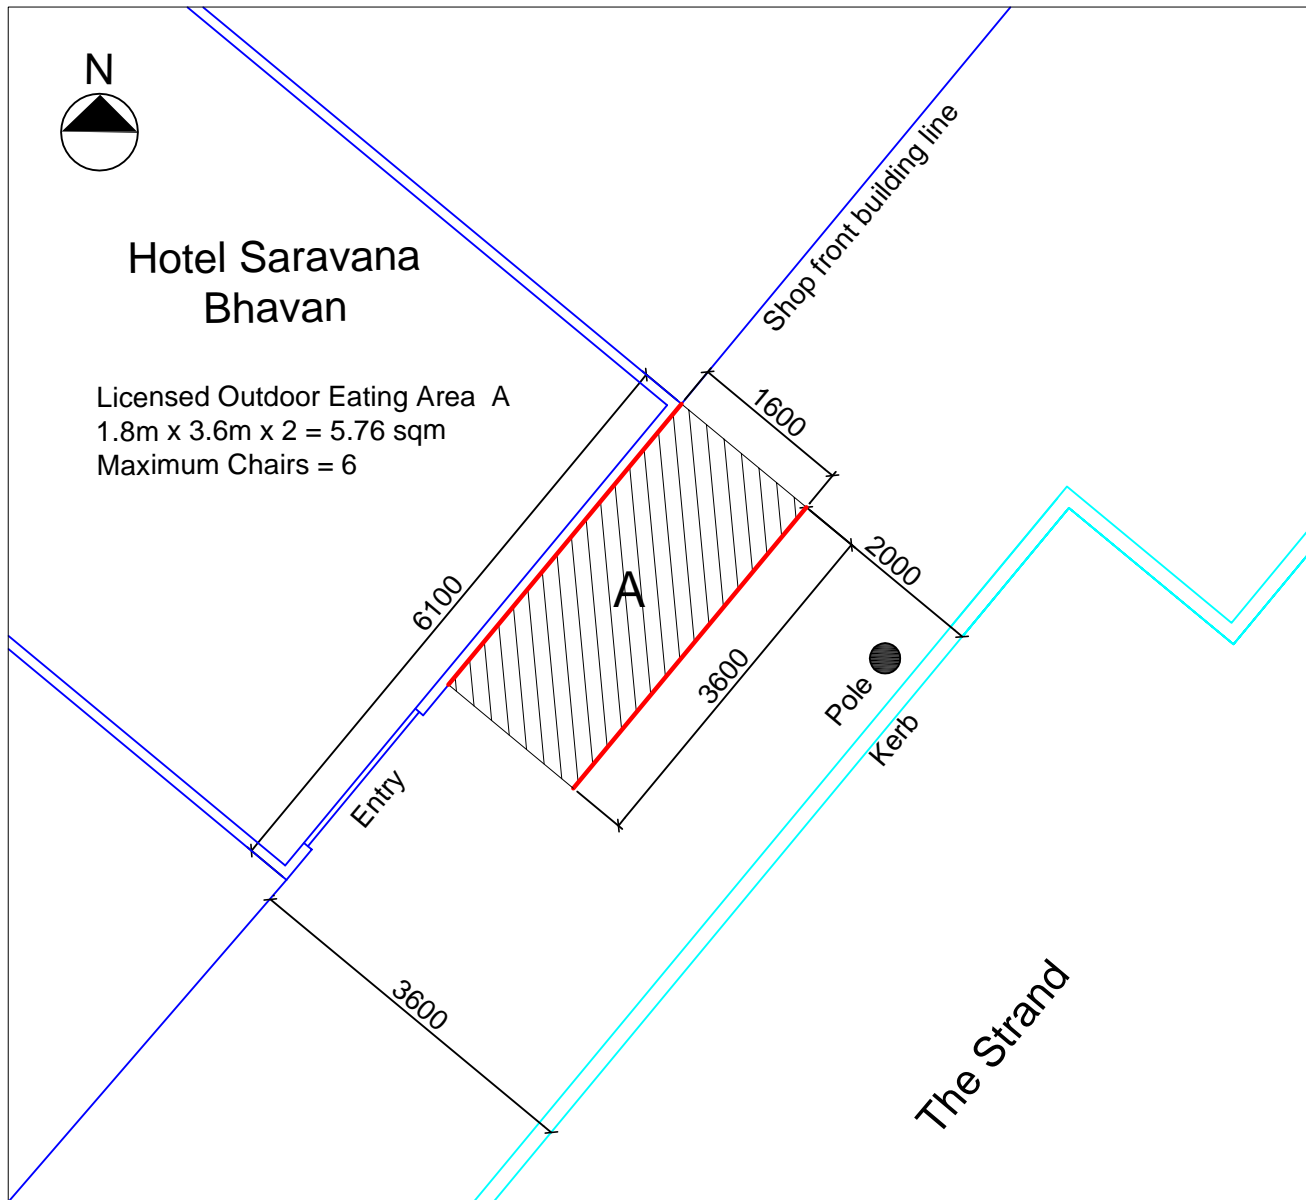 N
Hotel Saravana
Bhavan
Licensed Outdoor Eating Area A
1.8m x 3.6m x 2 = 5.76 sqm
Maximum Chairs = 6
Shop front building line
1600
2000
6100
A
3600
Pole
Kerb
Entry
3600
The Strand